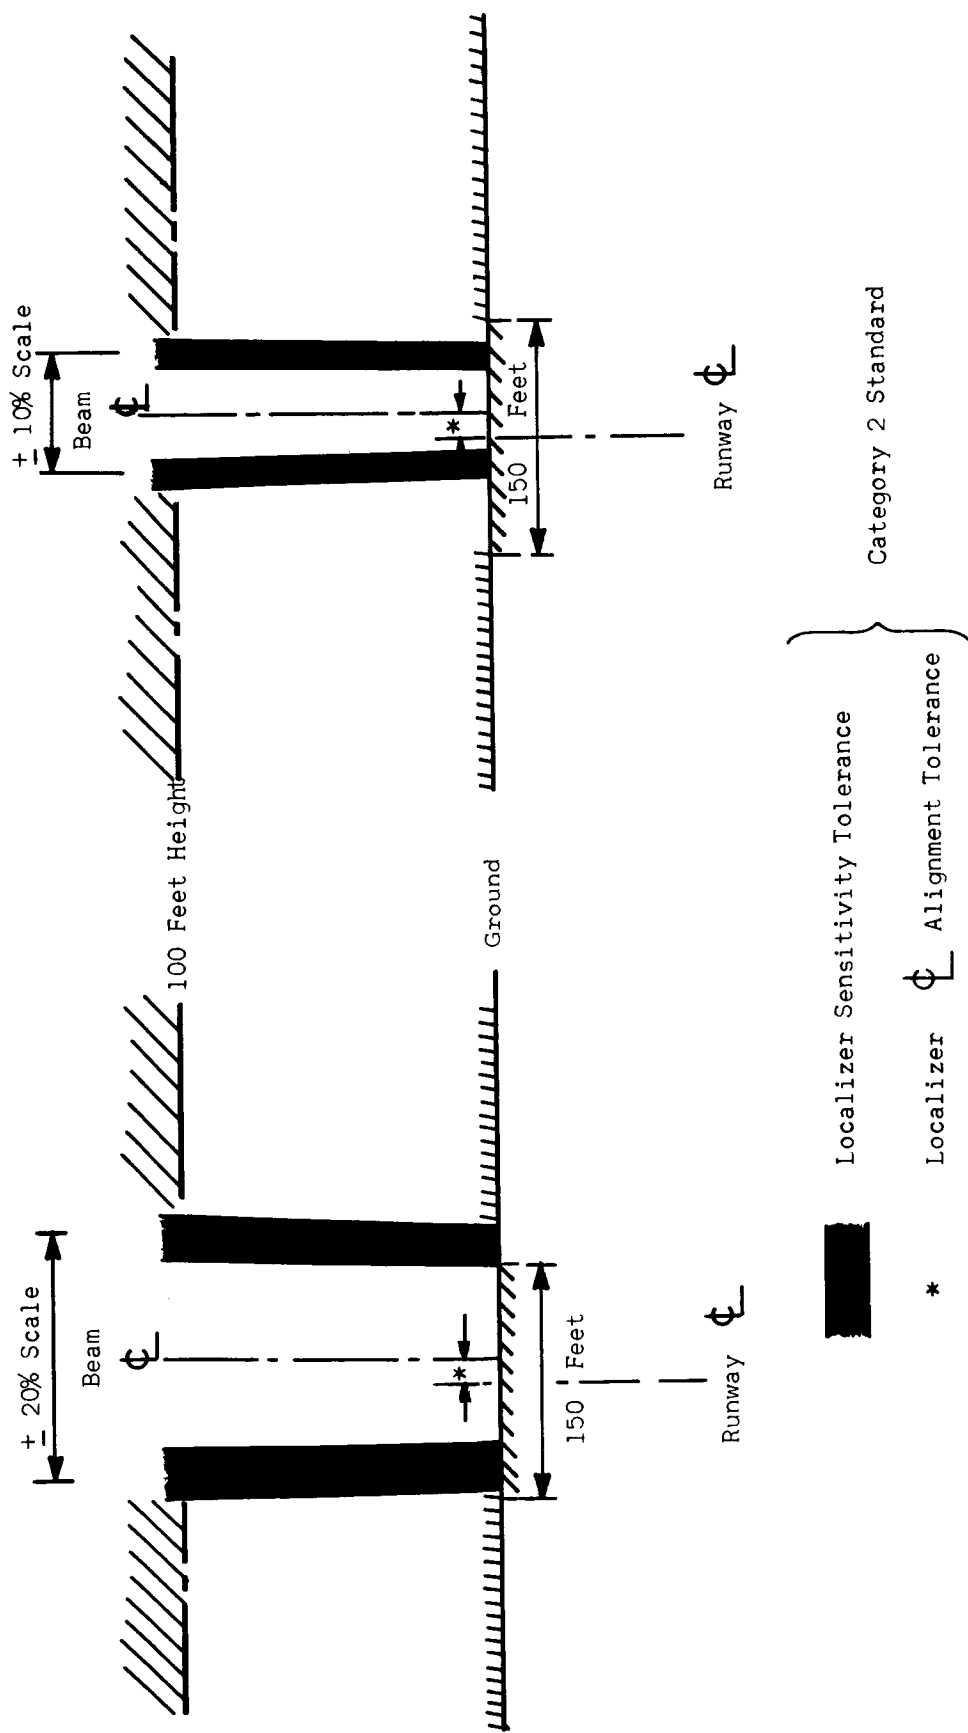 ± 20% Scale
Beam
℄
*
150 Feet
Runway ℄
100 Feet Height
Ground
± 10% Scale
Beam
℄
*
150 Feet
Runway ℄
Localizer Sensitivity Tolerance
* Localizer ℄ Alignment Tolerance
Category 2 Standard